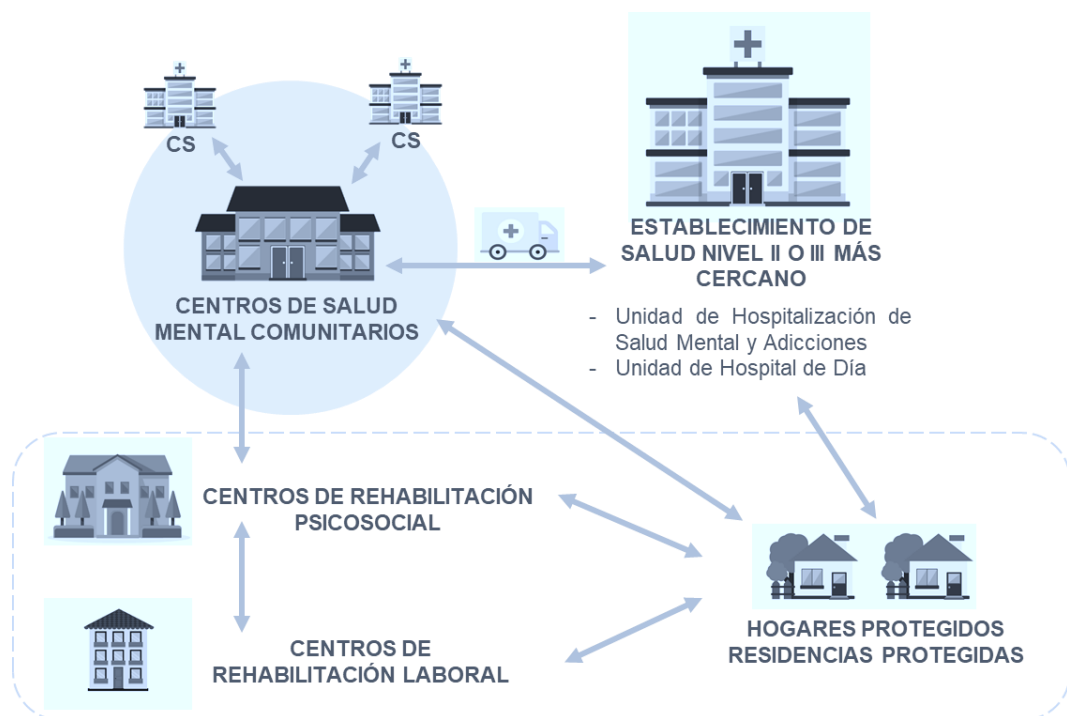 CS
CS
CENTROS DE SALUD
MENTAL COMUNITARIOS
ESTABLECIMIENTO DE
SALUD NIVEL II O III MÁS
CERCANO
- Unidad de Hospitalización de
Salud Mental y Adicciones
- Unidad de Hospital de Día
CENTROS DE REHABILITACIÓN
PSICOSOCIAL
CENTROS DE
REHABILITACIÓN LABORAL
HOGARES PROTEGIDOS
RESIDENCIAS PROTEGIDAS